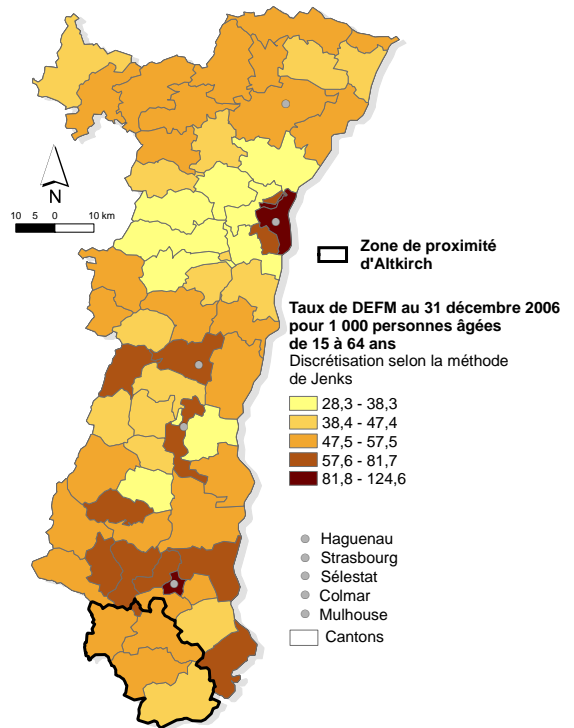 N
10 5 0 10 km
Zone de proximité
d'Altkirch
Taux de DEFM au 31 décembre 2006
pour 1 000 personnes âgées
de 15 à 64 ans
Discrétisation selon la méthode
de Jenks
28,3 - 38,3
38,4 - 47,4
47,5 - 57,5
57,6 - 81,7
81,8 - 124,6
Haguenau
Strasbourg
Sélestat
Colmar
Mulhouse
Cantons